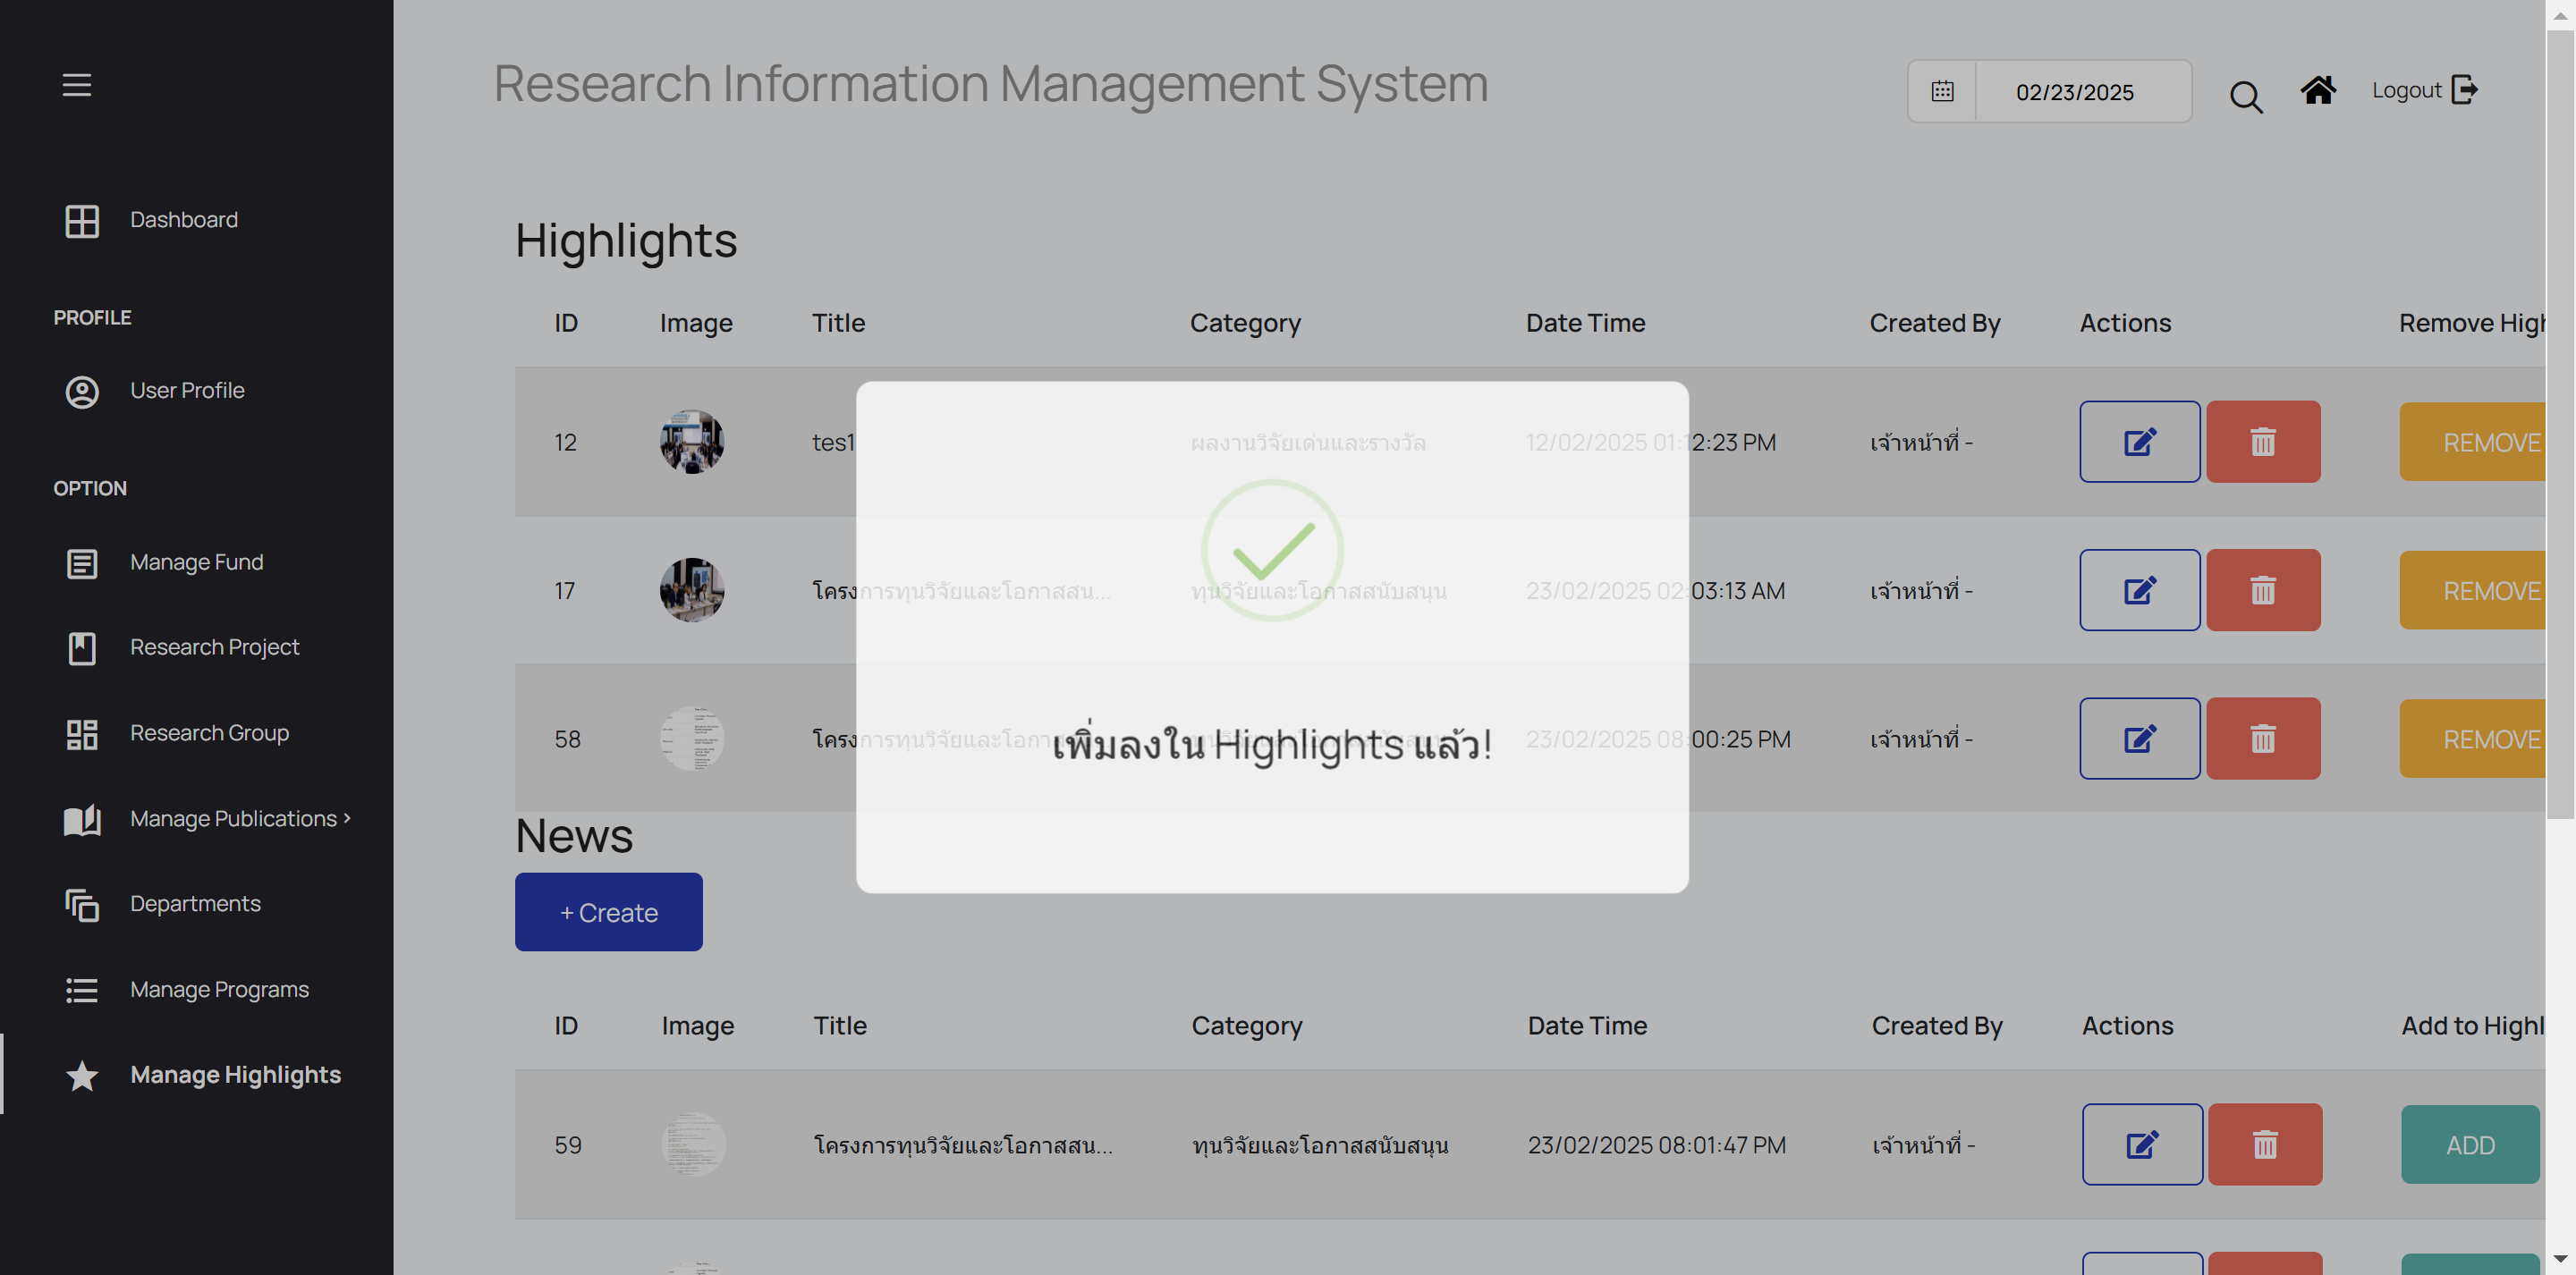 Research Information Management System
02/23/2025
Logout
Dashboard
PROFILE
User Profile
OPTION
Manage Fund
Research Project
Research Group
Manage Publications
Departments
Manage Programs
Manage Highlights
Highlights
ID Image Title Category Date Time Created By Actions Remove High
12 tes1 ผลงานวิจัยเด่นและรางวัล 12/02/2025 01:12:23 PM เจ้าหน้าที่ - REMOVE
17 โครงการทุนวิจัยและโอกาสสน... ทุนวิจัยและโอกาสสนับสนุน 23/02/2025 02:03:13 AM เจ้าหน้าที่ - REMOVE
58 โครงการทุนวิจัยและโอกา 23/02/2025 08:00:25 PM เจ้าหน้าที่ - REMOVE
เพิ่มลงใน Highlights แล้ว!
News
+ Create
ID Image Title Category Date Time Created By Actions Add to Highl
59 โครงการทุนวิจัยและโอกาสสน... ทุนวิจัยและโอกาสสนับสนุน 23/02/2025 08:01:47 PM เจ้าหน้าที่ - ADD